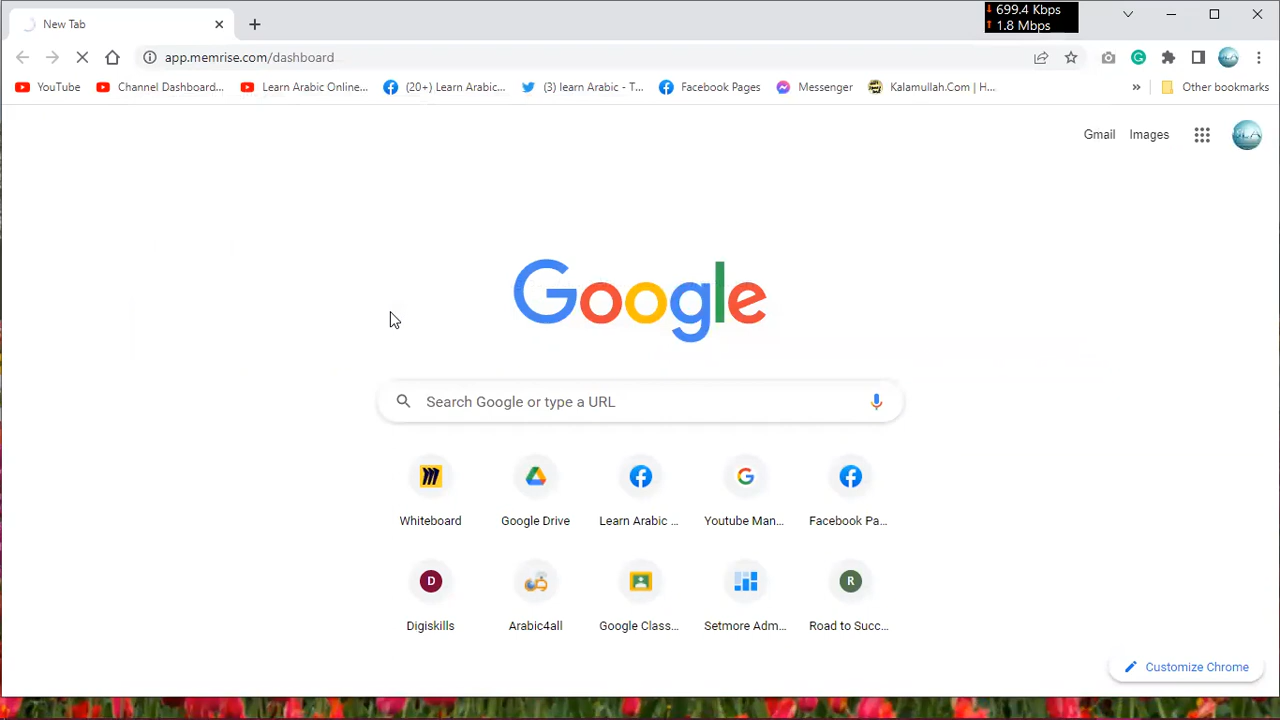 New Tab
699.4 Kbps
1.8 Mbps
app.memrise.com/dashboard
YouTube
Channel Dashboard...
Learn Arabic Online...
(20+) Learn Arabic...
(3) learn Arabic - T...
Facebook Pages
Messenger
Kalamullah.Com | H...
Other bookmarks
Gmail
Images
Google
Search Google or type a URL
Whiteboard
Google Drive
Learn Arabic ...
Youtube Man...
Facebook Pa...
D
R
Digiskills
Arabic4all
Google Class...
Setmore Adm...
Road to Succ...
Customize Chrome